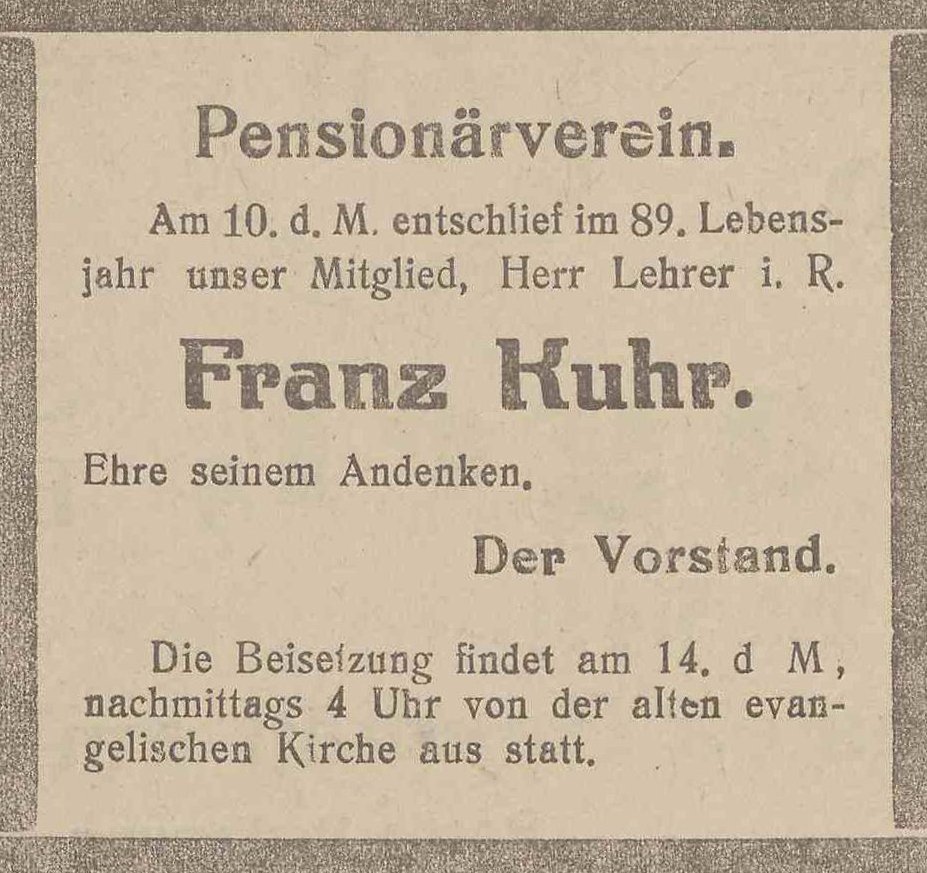 Pensionärverein.
Am 10. d. M. entschlief im 89. Lebens-
jahr unser Mitglied, Herr Lehrer i. R.
Franz Kuhr.
Ehre seinem Andenken.
Der Vorstand.
Die Beisetzung findet am 14. d M,
nachmittags 4 Uhr von der alten evan-
gelischen Kirche aus statt.